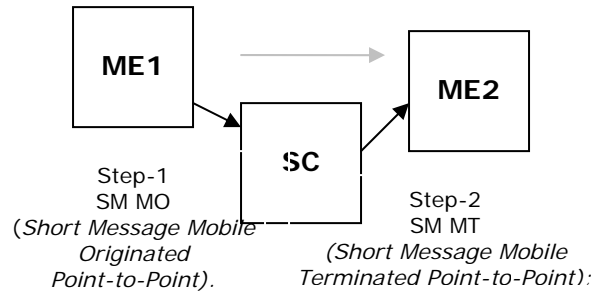 ME1
ME2
SC
Step-1
SM MO
(Short Message Mobile
Originated
Point-to-Point).
Step-2
SM MT
(Short Message Mobile
Terminated Point-to-Point):